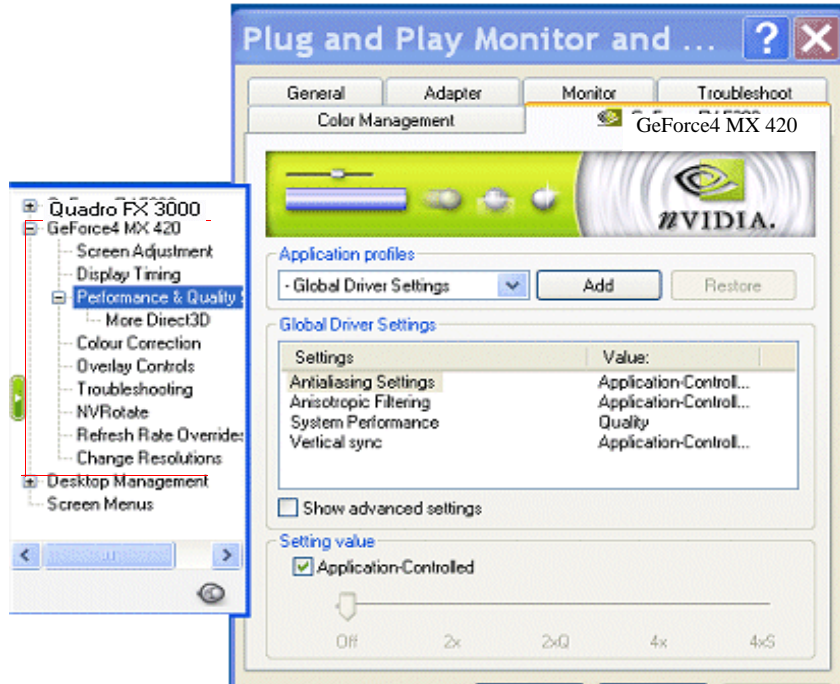 Plug and Play Monitor and ...
General Adapter Monitor Troubleshoot
Color Management GeForce4 MX 420
nVIDIA.
Quadro FX 3000
GeForce4 MX 420
Screen Adjustment
Display Timing
Performance & Quality
More Direct3D
Colour Correction
Overlay Controls
Troubleshooting
NVRotate
Refresh Rate Overrides
Change Resolutions
Desktop Management
Screen Menus
Application profiles
- Global Driver Settings Add Restore
Global Driver Settings
Settings Value:
Antialiasing Settings Application-Controll...
Anisotropic Filtering Application-Controll...
System Performance Quality
Vertical sync Application-Controll...
Show advanced settings
Setting value
Application-Controlled
Off 2x 2xQ 4x 4xS